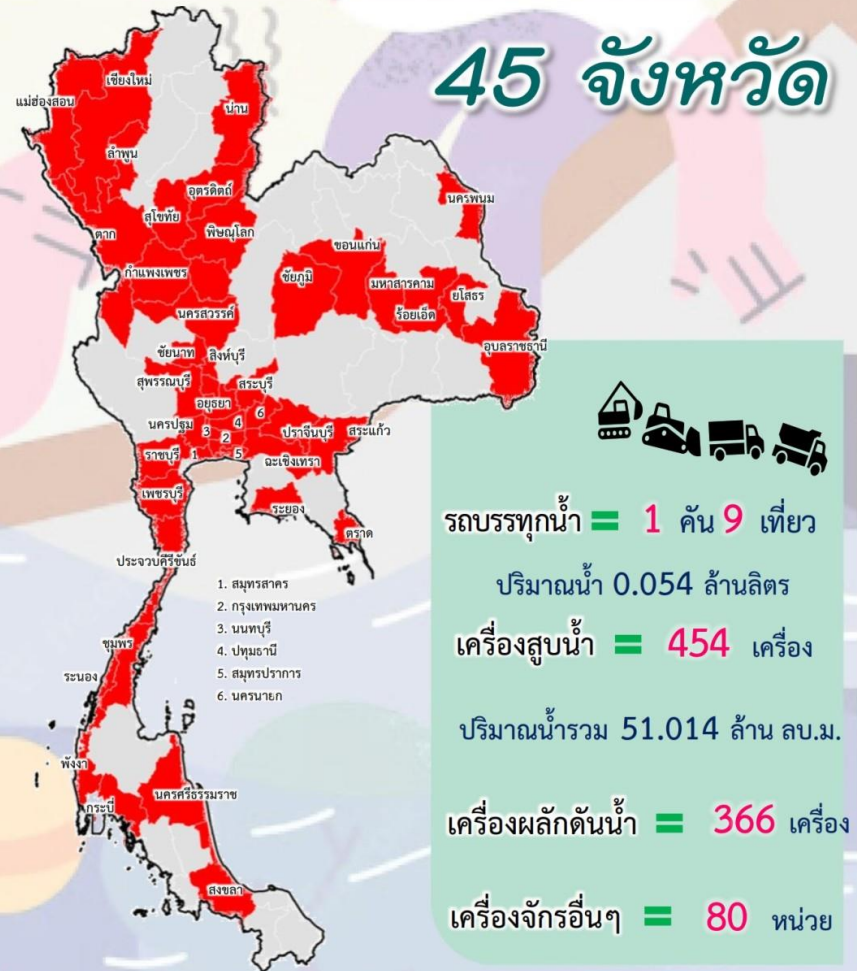 45 จังหวัด
เชียงใหม่
แม่ฮ่องสอน
น่าน
ลำพูน
อุตรดิตถ์
สุโขทัย
นครพนม
ตาก
พิษณุโลก
ขอนแก่น
กำแพงเพชร
ชัยภูมิ
มหาสารคาม
ยโสธร
นครสวรรค์
ร้อยเอ็ด
อุบลราชธานี
ชัยนาท
สิงห์บุรี
สุพรรณบุรี
สระบุรี
อยุธยา
6
นครปฐม
3
4
2
ปราจีนบุรี
สระแก้ว
ราชบุรี
1
5
ฉะเชิงเทรา
เพชรบุรี
ระยอง
ตราด
ประจวบคีรีขันธ์
1. สมุทรสาคร
2. กรุงเทพมหานคร
3. นนทบุรี
4. ปทุมธานี
5. สมุทรปราการ
6. นครนายก
ชุมพร
ระนอง
พังงา
นครศรีธรรมราช
กระบี่
สงขลา
รถบรรทุกน้ำ = 1 คัน 9 เที่ยว
ปริมาณน้ำ 0.054 ล้านลิตร
เครื่องสูบน้ำ = 454 เครื่อง
ปริมาณน้ำรวม 51.014 ล้าน ลบ.ม.
เครื่องผลักดันน้ำ = 366 เครื่อง
เครื่องจักรอื่นๆ = 80 หน่วย